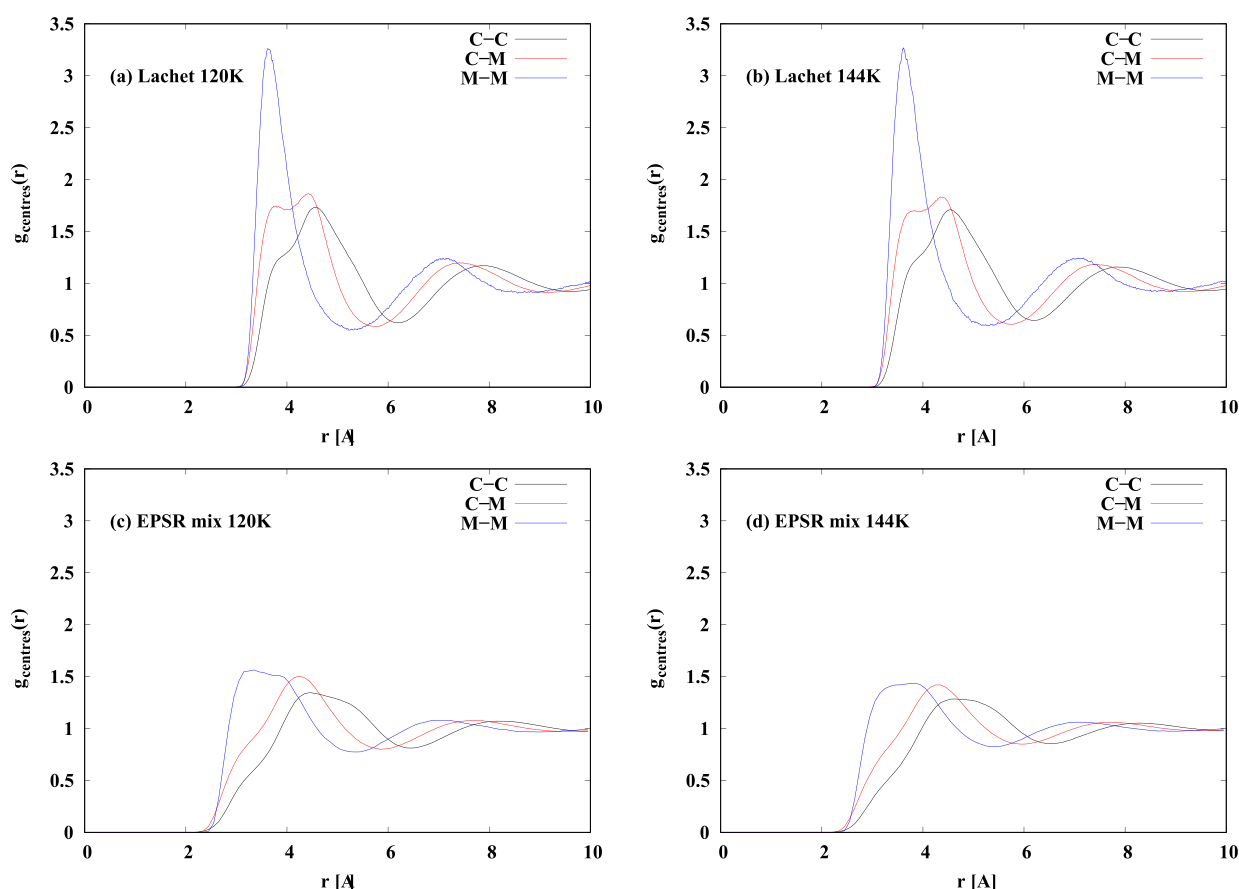 3.5
3
2.5
2
1.5
1
0.5
0
0
2
4
6
8
10
g_centres(r)
r [A]
(a) Lachet 120K
C−C
C−M
M−M
3.5
3
2.5
2
1.5
1
0.5
0
0
2
4
6
8
10
g_centres(r)
r [A]
(b) Lachet 144K
C−C
C−M
M−M
3.5
3
2.5
2
1.5
1
0.5
0
0
2
4
6
8
10
g_centres(r)
r [A]
(c) EPSR mix 120K
C−C
C−M
M−M
3.5
3
2.5
2
1.5
1
0.5
0
0
2
4
6
8
10
g_centres(r)
r [A]
(d) EPSR mix 144K
C−C
C−M
M−M